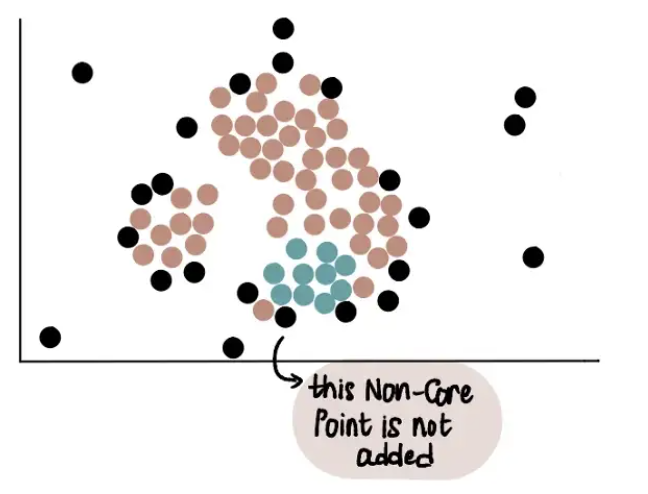 this Non-Core
Point is not
added